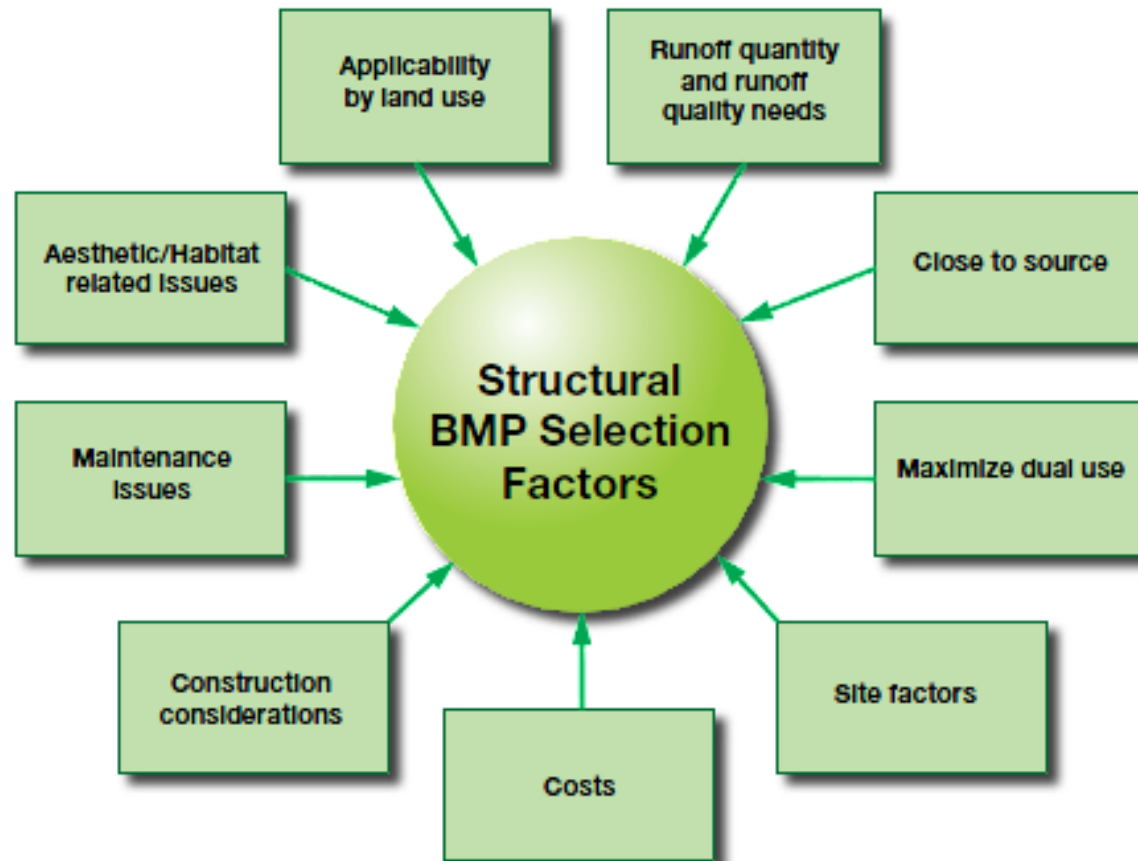 Applicability
by land use
Runoff quantity
and runoff
quality needs
Aesthetic/Habitat
related issues
Close to source
Structural
BMP Selection
Factors
Maintenance
issues
Maximize dual use
Construction
considerations
Site factors
Costs